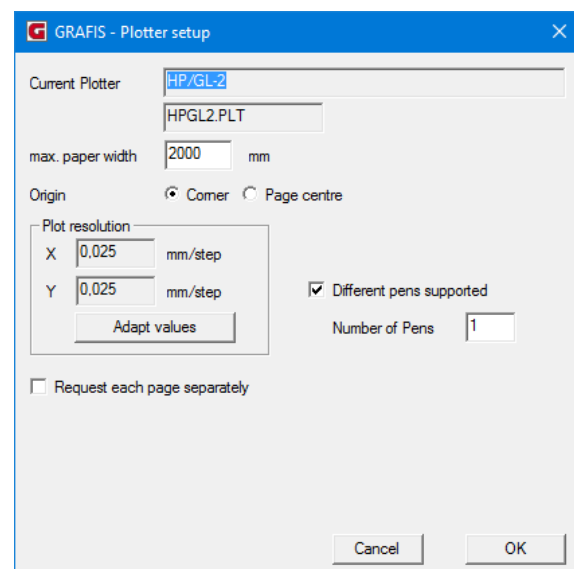 GRAFIS - Plotter setup
Current Plotter HP/GL-2
HPGL2.PLT
max. paper width 2000 mm
Origin Corner Page centre
Plot resolution
X 0,025 mm/step
Y 0,025 mm/step Different pens supported
Adapt values Number of Pens 1
Request each page separately
Cancel OK